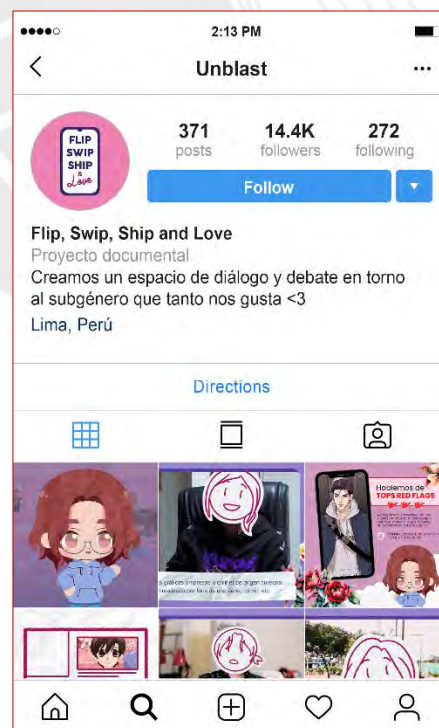 2:13 PM
Unblast
FLIP
SWIP
SHIP
&
Love
371
14.4K
272
posts
followers
following
Follow
Flip, Swip, Ship and Love
Proyecto documental
Creamos un espacio de diálogo y debate en torno
al subgénero que tanto nos gusta <3
Lima, Perú
Directions
Hablemos de
TOPS RED FLAGS